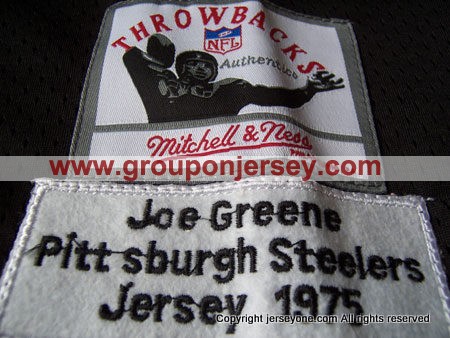 THROWBACKS
NFL
Authentics
Mitchell & Ness
www.grouponjersey.com
Joe Greene
Pittsburgh Steelers
Jersey 1975
Copyright jerseyone.com All rights reserved